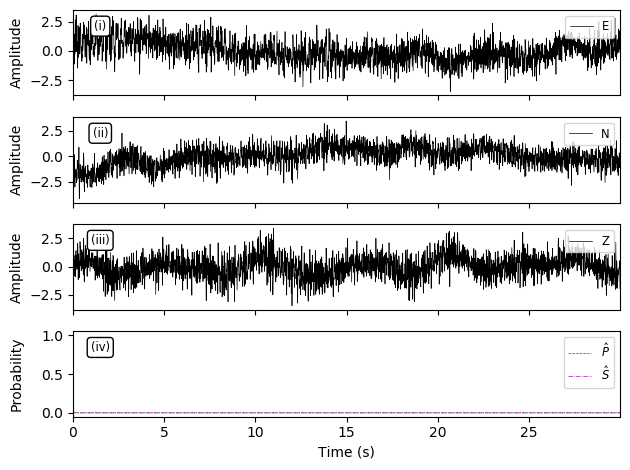 Amplitude
2.5
0.0
−2.5
(i)
E
Amplitude
2.5
0.0
−2.5
(ii)
N
Amplitude
2.5
0.0
−2.5
(iii)
Z
Probability
1.0
0.5
0.0
(iv)
P̂
Ŝ
0 5 10 15 20 25
Time (s)